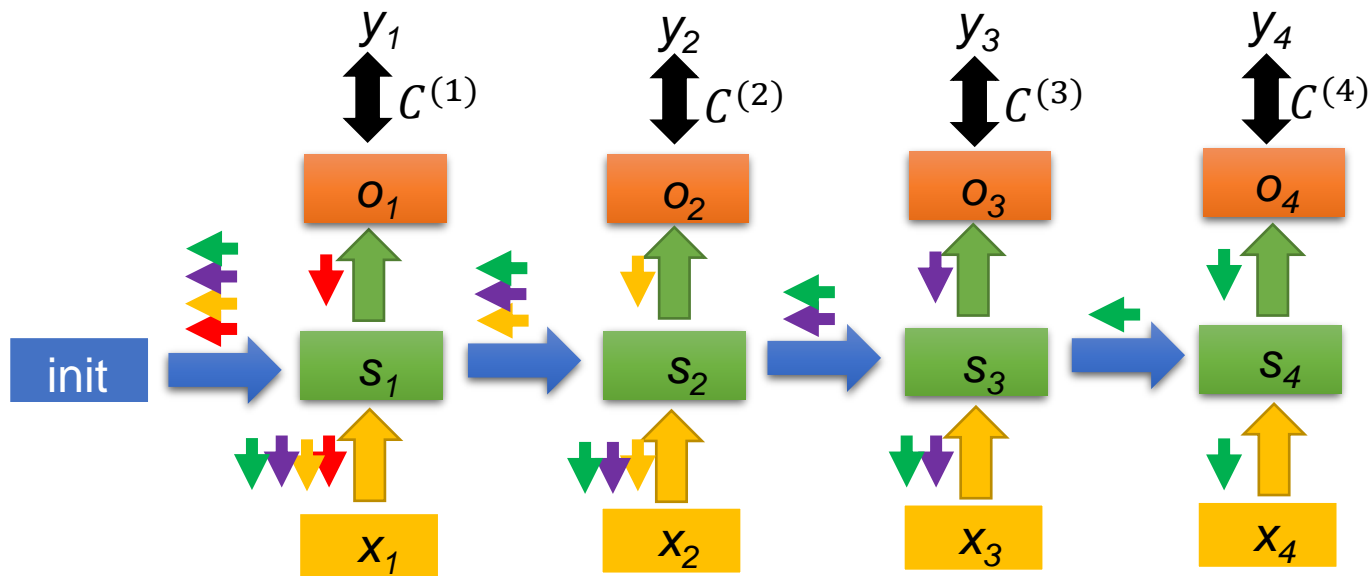 y1 y2 y3 y4
C(1) C(2) C(3) C(4)
o1 o2 o3 o4
init s1 s2 s3 s4
x1 x2 x3 x4